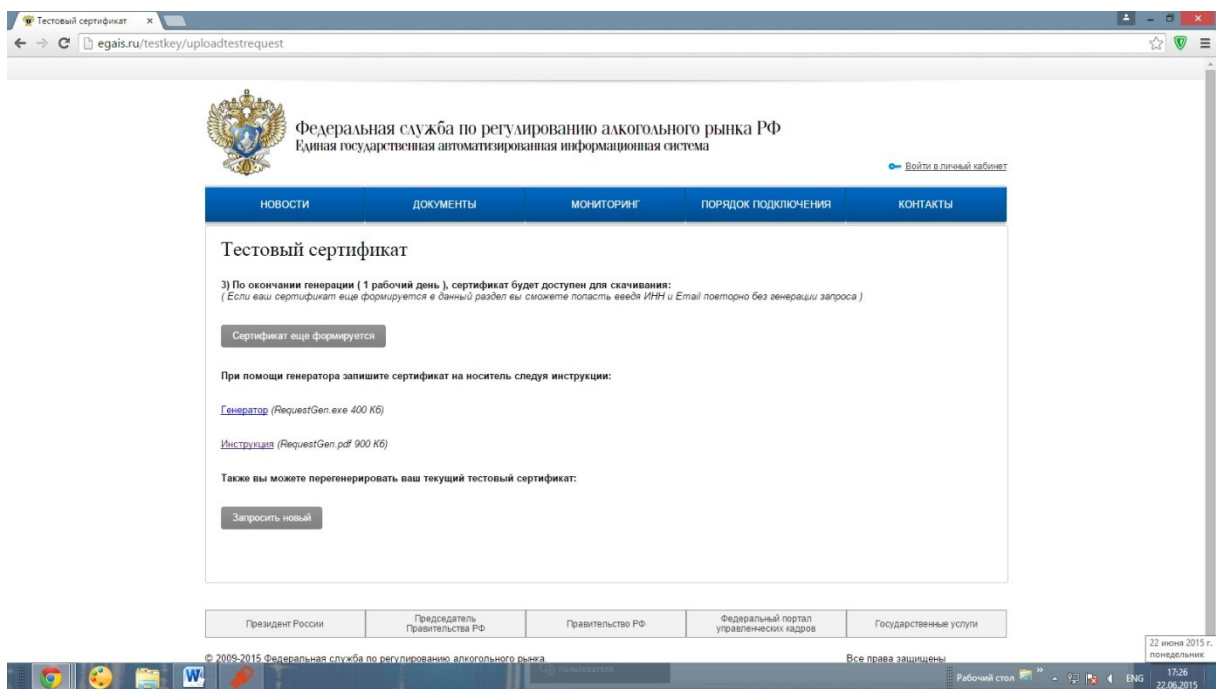 Тестовый сертификат
egais.ru/testkey/uploadtestrequest
Федеральная служба по регулированию алкогольного рынка РФ
Единая государственная автоматизированная информационная система
Войти в личный кабинет
НОВОСТИ ДОКУМЕНТЫ МОНИТОРИНГ ПОРЯДОК ПОДКЛЮЧЕНИЯ КОНТАКТЫ
Тестовый сертификат
3) По окончании генерации ( 1 рабочий день ), сертификат будет доступен для скачивания:
( Если ваш сертификат еще формируется в данный раздел вы сможете попасть введя ИНН и Email повторно без генерации запроса )
Сертификат еще формируется
При помощи генератора запишите сертификат на носитель следуя инструкции:
Генератор (RequestGen.exe 400 Кб)
Инструкция (RequestGen.pdf 900 Кб)
Также вы можете перегенерировать ваш текущий тестовый сертификат:
Запросить новый
Президент России
Председатель
Правительства РФ
Правительство РФ
Федеральный портал
управленческих кадров
Государственные услуги
© 2009-2015 Федеральная служба по регулированию алкогольного рынка.
Все права защищены
22 июня 2015 г.
понедельник
Рабочий стол
ENG
17:26
22.06.2015